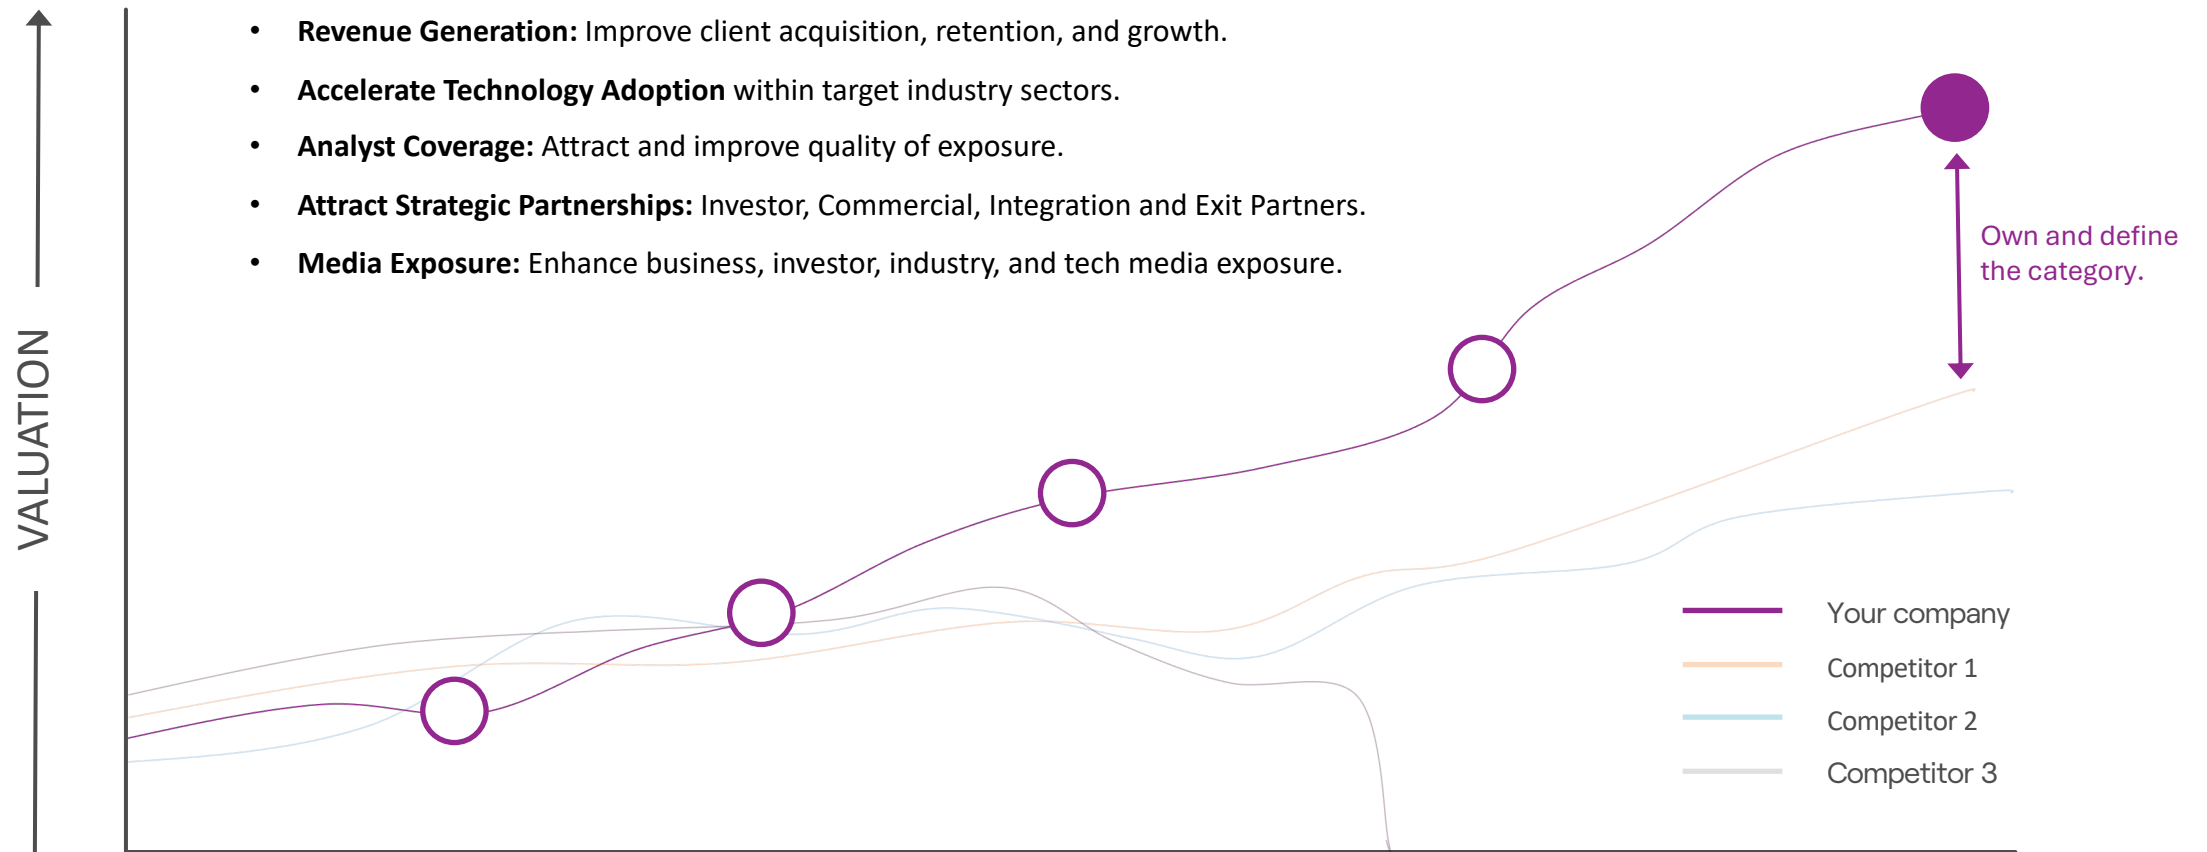 • Revenue Generation: Improve client acquisition, retention, and growth.
• Accelerate Technology Adoption within target industry sectors.
• Analyst Coverage: Attract and improve quality of exposure.
• Attract Strategic Partnerships: Investor, Commercial, Integration and Exit Partners.
• Media Exposure: Enhance business, investor, industry, and tech media exposure.
VALUATION
Own and define
the category.
Your company
Competitor 1
Competitor 2
Competitor 3